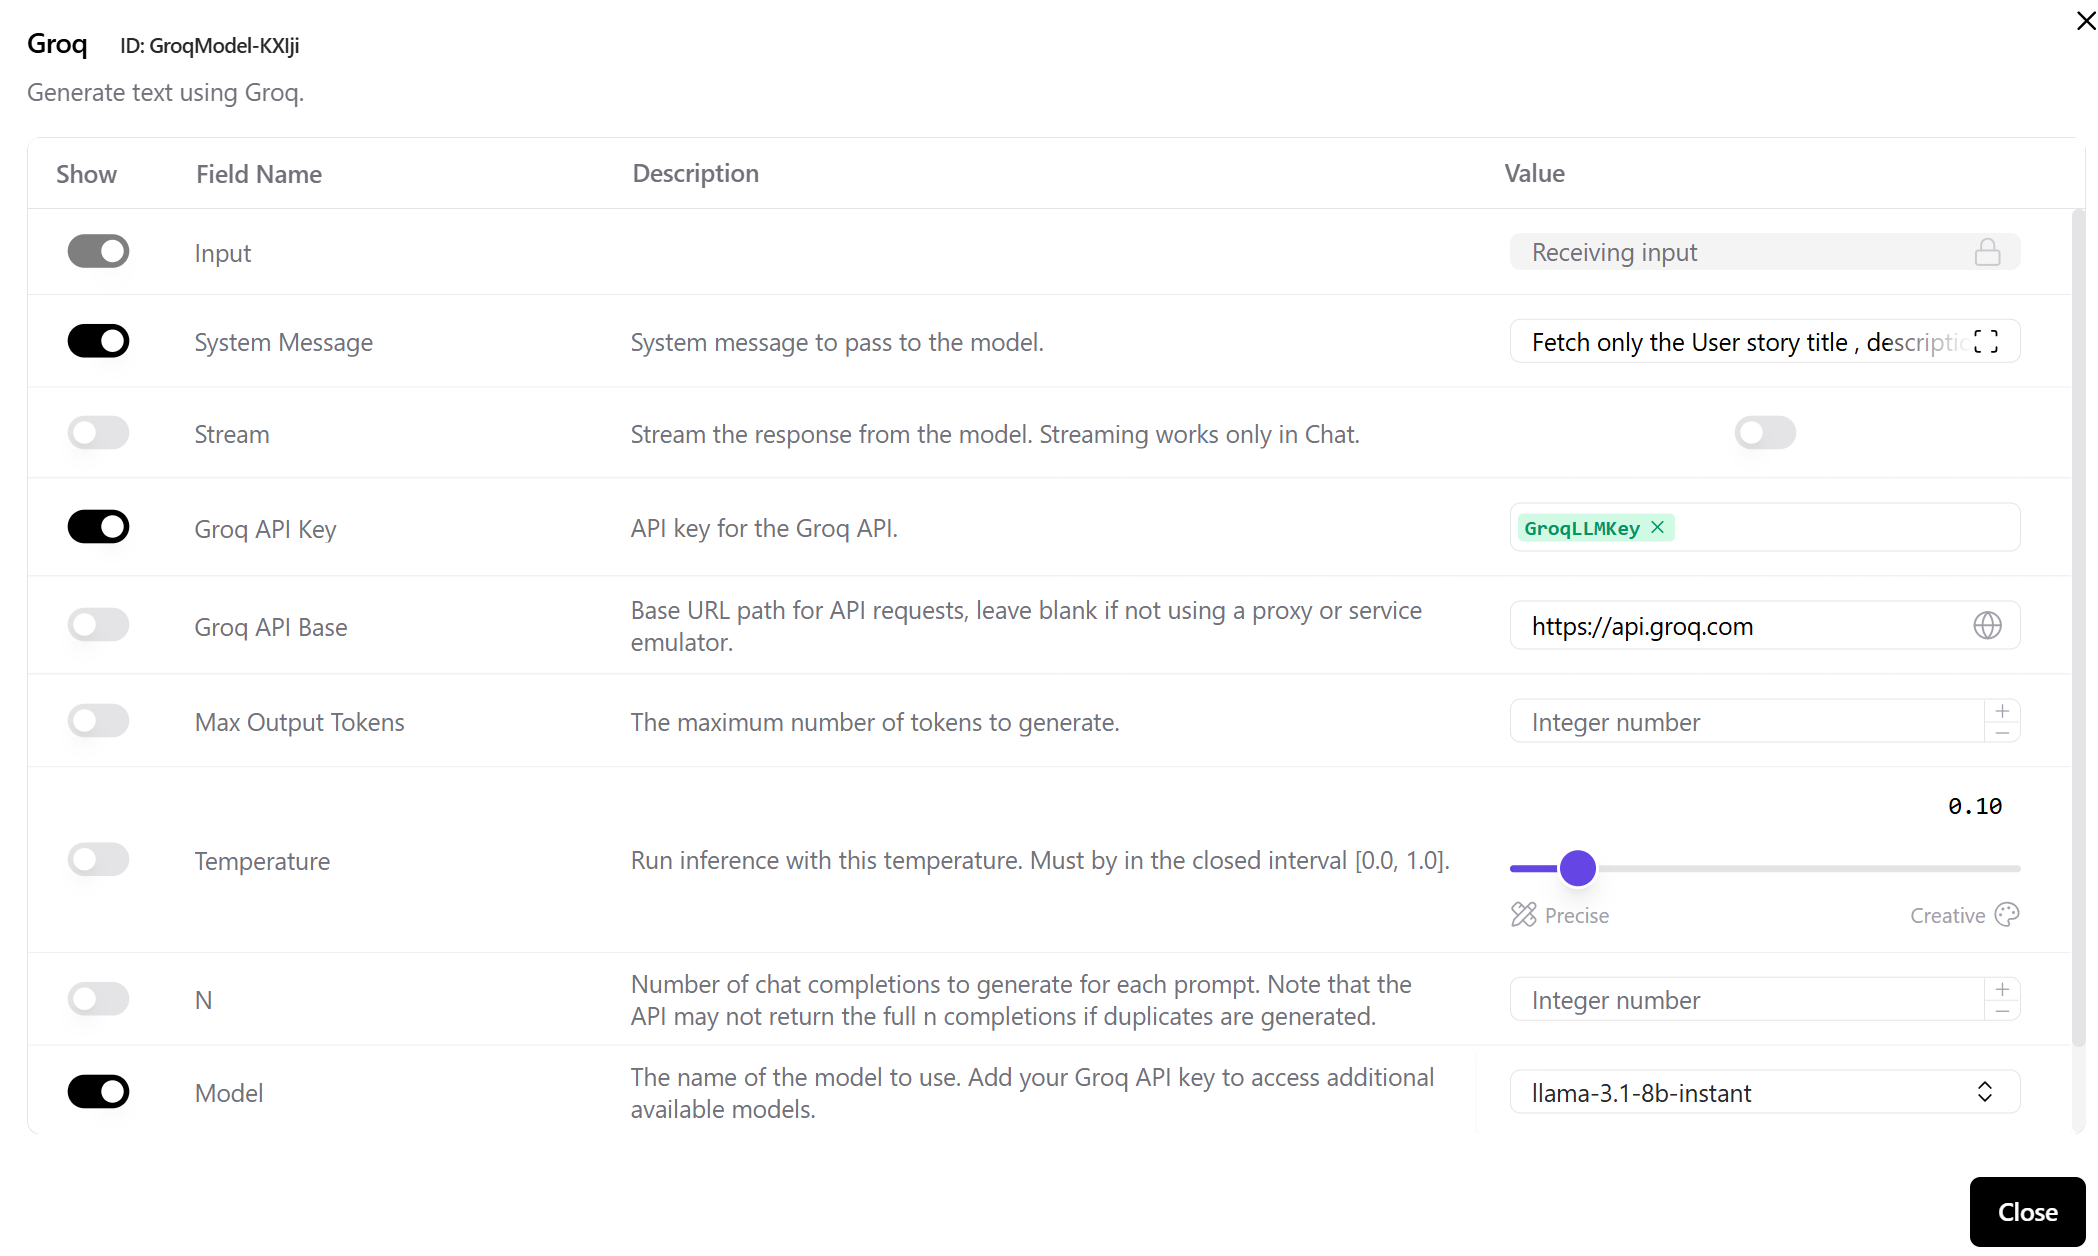 Groq ID: GroqModel-KXIji
Generate text using Groq.
Show Field Name Description Value
Input Receiving input
System Message System message to pass to the model. Fetch only the User story title , descriptic
Stream Stream the response from the model. Streaming works only in Chat.
Groq API Key API key for the Groq API. GroqLLMKey
Groq API Base Base URL path for API requests, leave blank if not using a proxy or service
emulator. https://api.groq.com
Max Output Tokens The maximum number of tokens to generate. Integer number
0.10
Temperature Run inference with this temperature. Must by in the closed interval [0.0, 1.0].
Precise Creative
N Number of chat completions to generate for each prompt. Note that the
API may not return the full n completions if duplicates are generated. Integer number
Model The name of the model to use. Add your Groq API key to access additional
available models. llama-3.1-8b-instant
Close